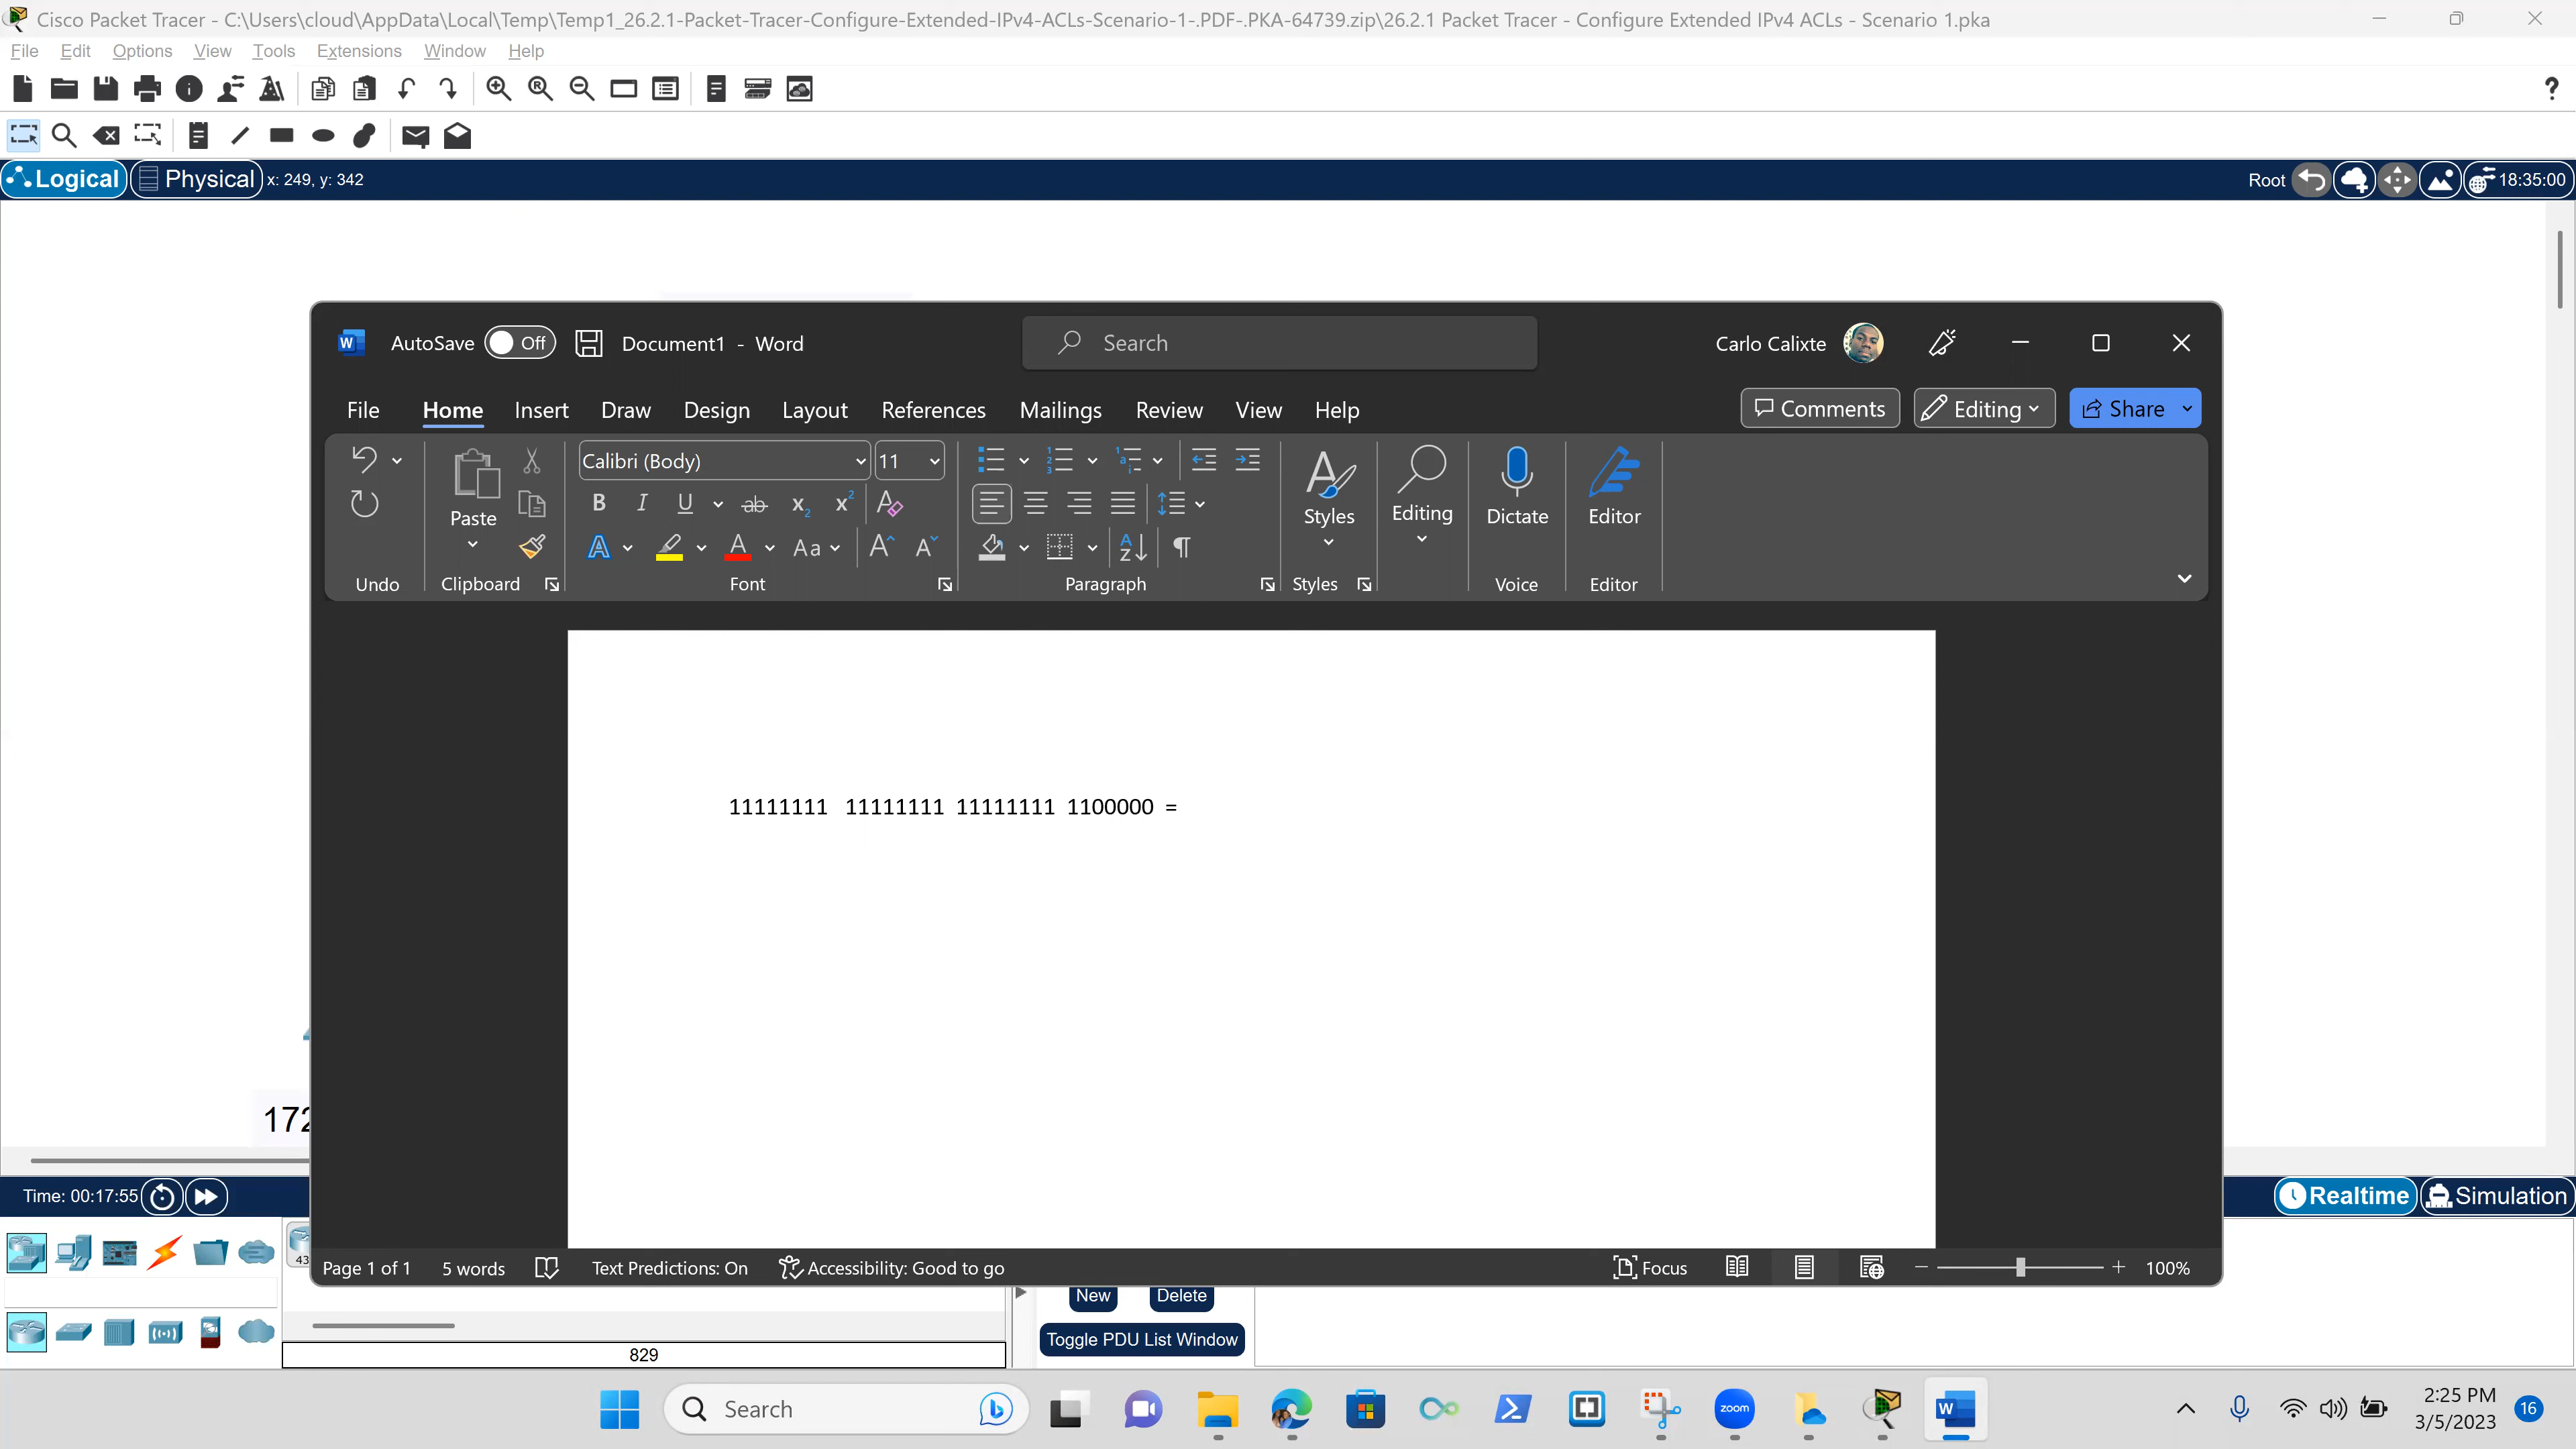 Cisco Packet Tracer - C:\Users\cloud\AppData\Local\Temp\Temp1_26.2.1-Packet-Tracer-Configure-Extended-IPv4-ACLs-Scenario-1-.PDF-.PKA-64739.zip\26.2.1 Packet Tracer - Configure Extended IPv4 ACLs - Scenario 1.pka
File Edit Options View Tools Extensions Window Help
Logical Physical x: 249, y: 342 Root 18:35:00
AutoSave Off Document1 - Word Search Carlo Calixte
File Home Insert Draw Design Layout References Mailings Review View Help Comments Editing Share
Calibri (Body) 11
Paste Styles Editing Dictate Editor
Undo Clipboard Font Paragraph Styles Voice Editor
11111111 11111111 11111111 1100000 =
172
Time: 00:17:55 Realtime Simulation
43
Page 1 of 1 5 words Text Predictions: On Accessibility: Good to go Focus 100%
New Delete
Toggle PDU List Window
829
Search zoom 2:25 PM
3/5/2023 16